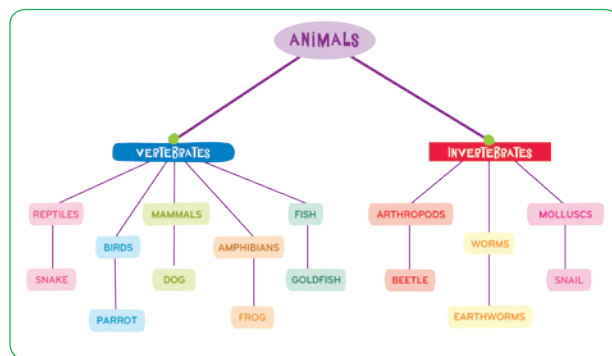 ANIMALS
VERTEBRATES
INVERTEBRATES
REPTILES
MAMMALS
FISH
ARTHROPODS
MOLLUSCS
BIRDS
AMPHIBIANS
WORMS
SNAKE
DOG
GOLDFISH
BEETLE
SNAIL
PARROT
FROG
EARTHWORMS